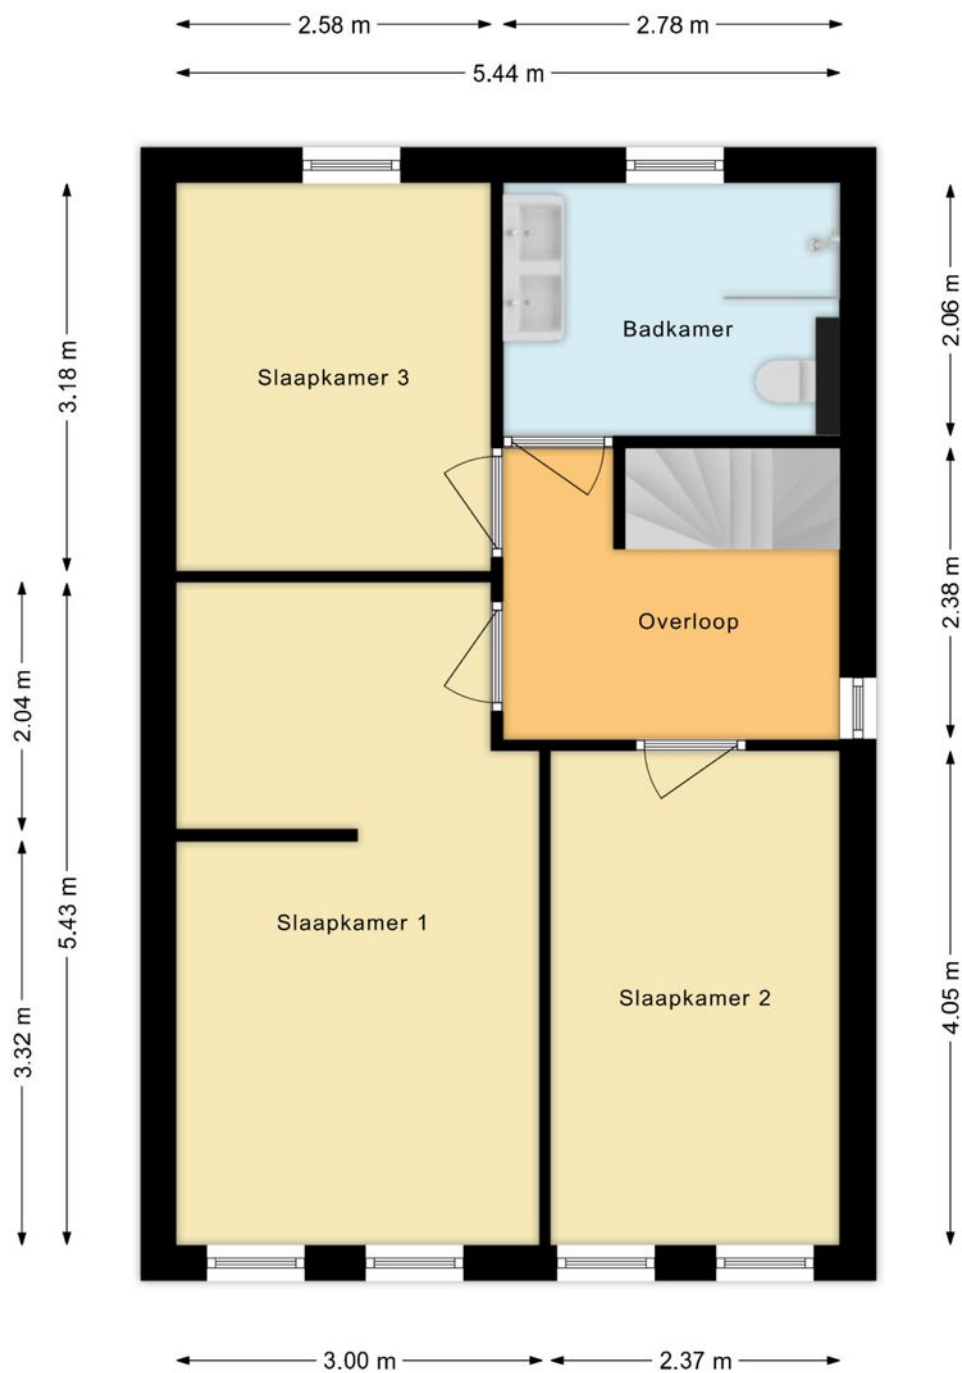 2.58 m
2.78 m
5.44 m
3.18 m
2.06 m
Badkamer
Slaapkamer 3
2.38 m
Overloop
2.04 m
5.43 m
Slaapkamer 1
Slaapkamer 2
4.05 m
3.32 m
3.00 m
2.37 m